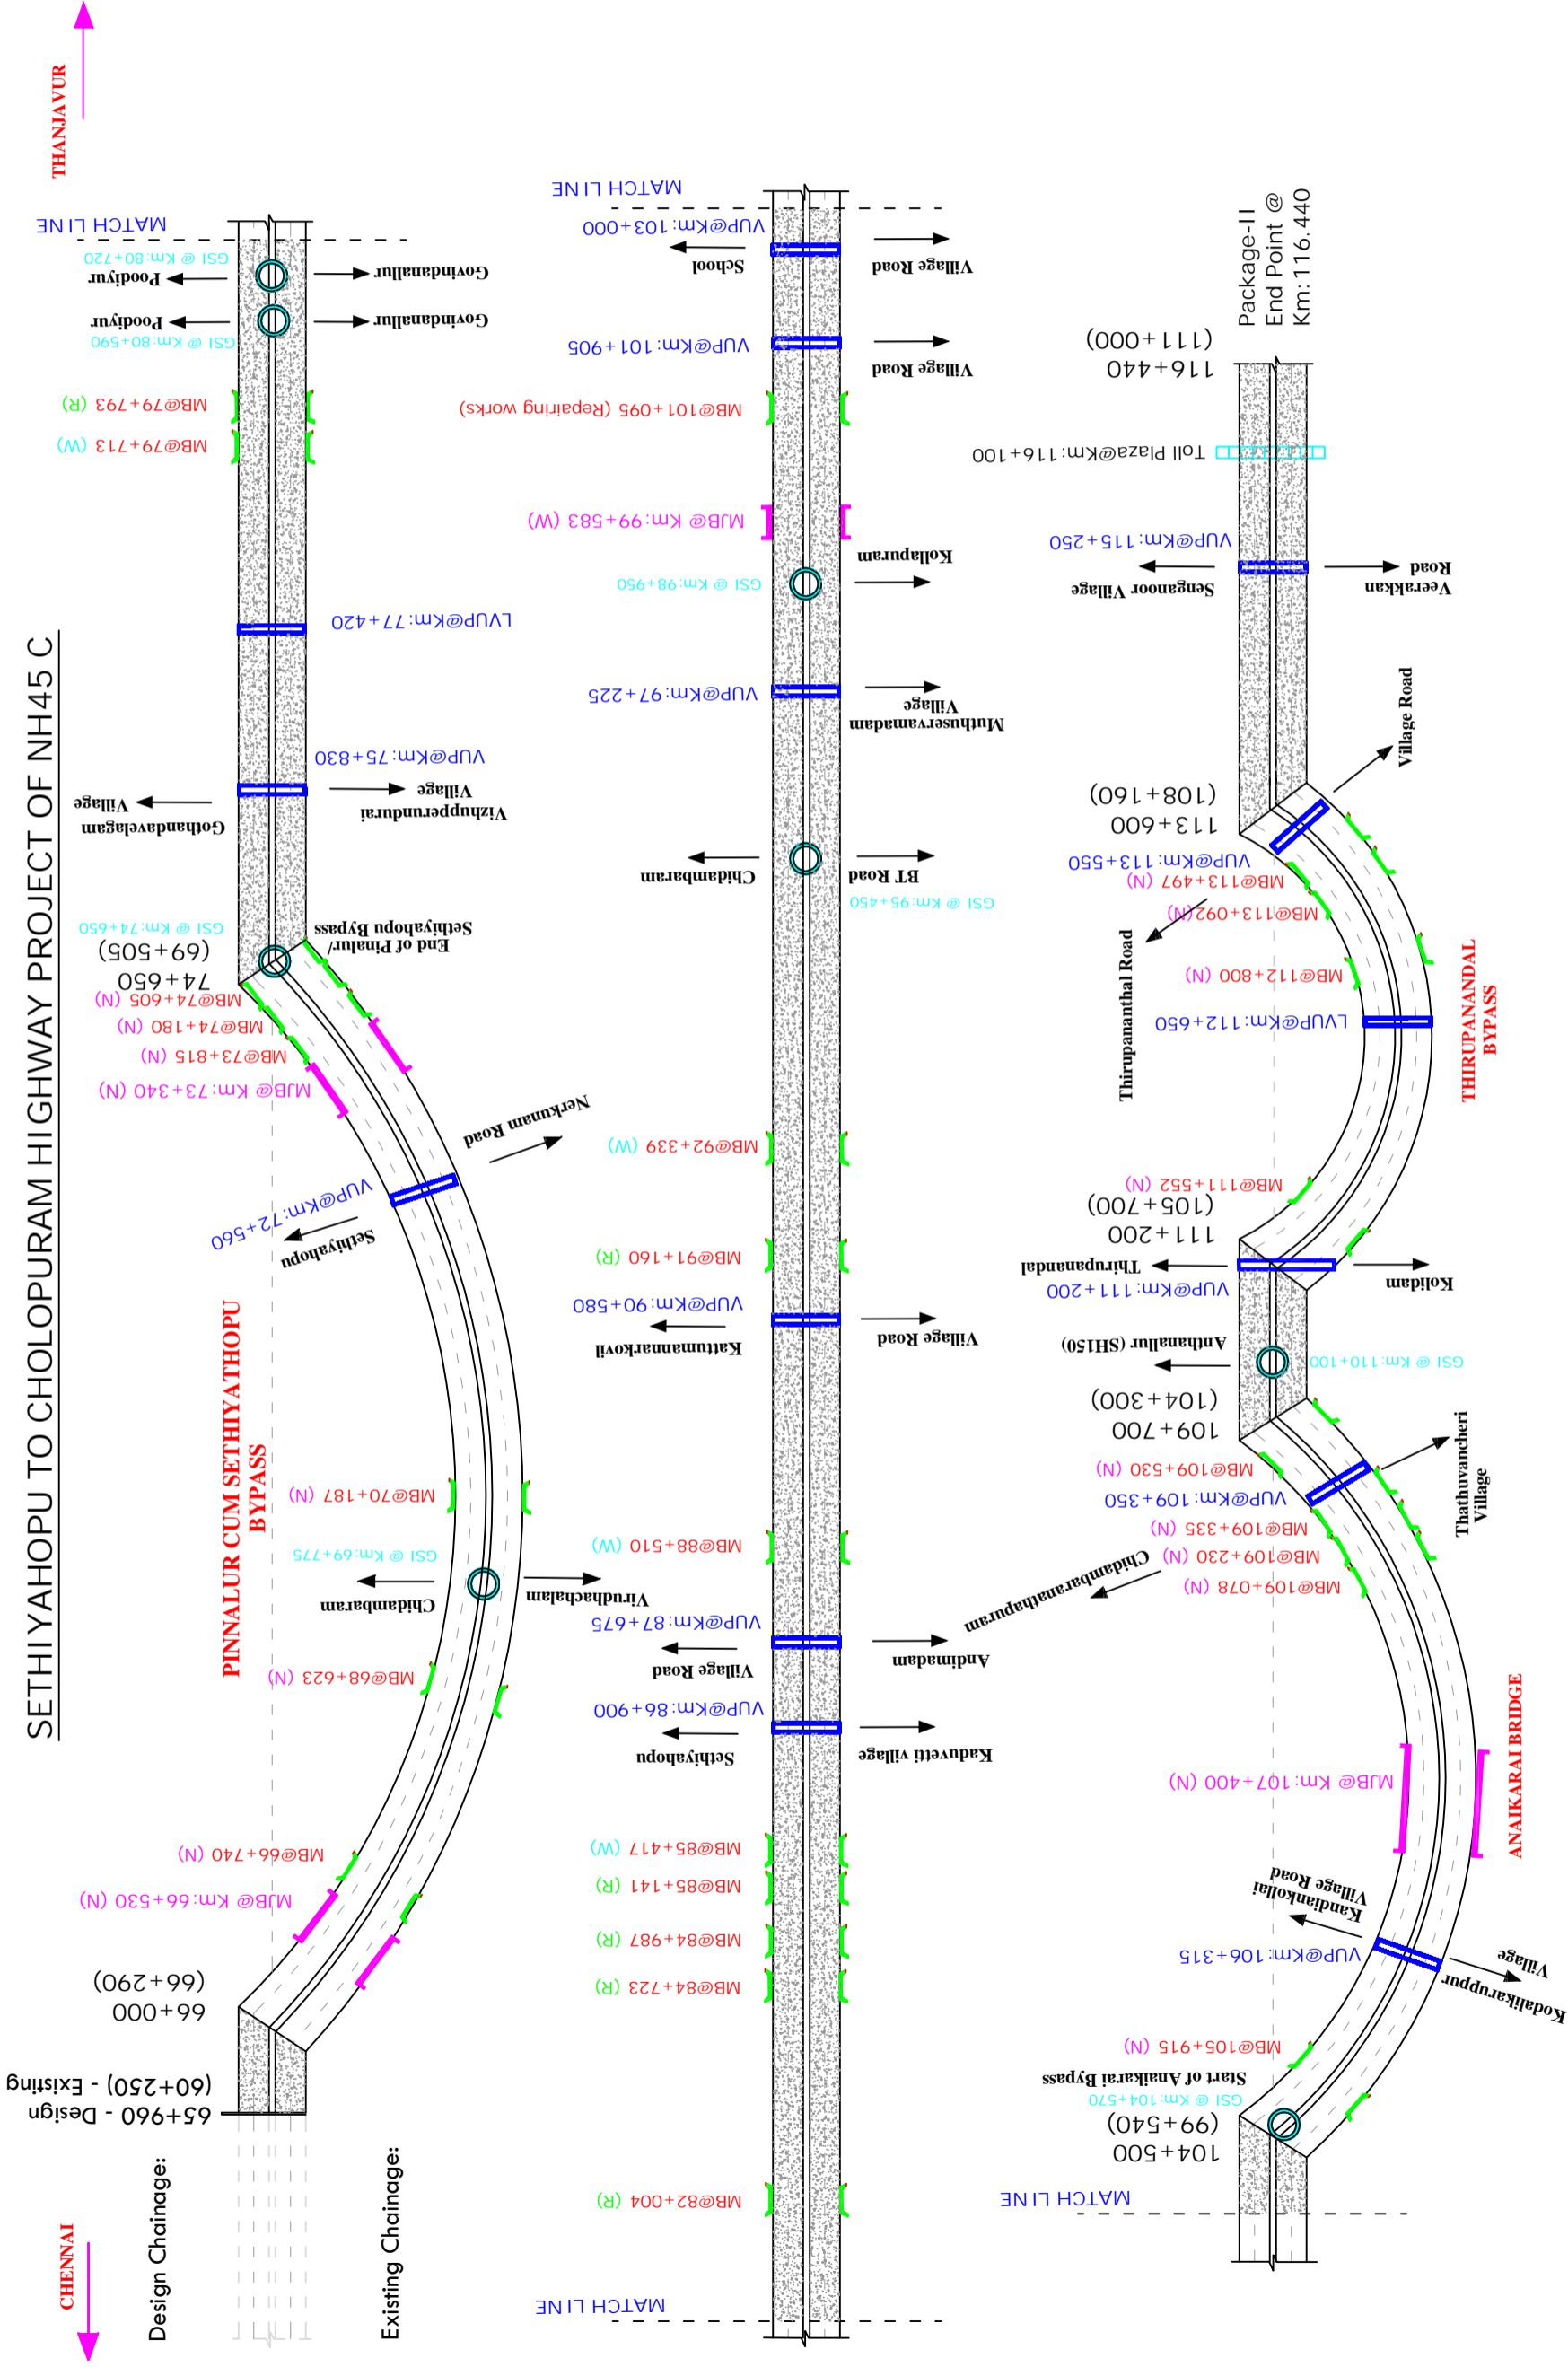 SETHIYAHOPU TO CHOLOPURAM HIGHWAY PROJECT OF NH45 C
CHENNAI
THANJAVUR
Design Chainage:
Existing Chainage:
65+960 - Design
(60+250) - Existing
66+000
(66+290)
MJB@ Km:66+530 (N)
MB@66+740 (N)
MB@68+623 (N)
PINNALUR CUM SETHIYATHOPU
BYPASS
Chidambaram
Virudhachalam
GSI @ Km:69+775
MB@70+187 (N)
Sethiyahopu
VUP@Km:72+560
Nerkunam Road
MJB@ Km:73+340 (N)
MB@73+815 (N)
MB@74+180 (N)
MB@74+605 (N)
74+650
(69+505)
GSI @ Km:74+650
End of Pinalur/
Sethiyahopu Bypass
Gothandavelagam
Village
Vizhupperundurai
Village
VUP@Km:75+830
LVUP@Km:77+420
MB@79+713 (W)
MB@79+793 (R)
GSI @ Km:80+590
Poodiyur
Govindanallur
Poodiyur
Govindanallur
GSI @ Km:80+720
MATCH LINE
MATCH LINE
MB@82+004 (R)
MB@84+723 (R)
MB@84+987 (R)
MB@85+141 (R)
MB@85+417 (W)
Sethiyahopu
Kaduvetti village
VUP@Km:86+900
Village Road
Andimadam
VUP@Km:87+675
MB@88+510 (W)
Kattumannarkovil
Village Road
VUP@Km:90+580
MB@91+160 (R)
MB@92+339 (W)
GSI @ Km:95+450
Chidambaram
BT Road
Muthuservamadam
Village
VUP@Km:97+225
GSI @ Km:98+950
Kollapuram
MJB@ Km:99+583 (W)
MB@101+095 (Repairing works)
VUP@Km:101+905
Village Road
School
Village Road
VUP@Km:103+000
MATCH LINE
MATCH LINE
104+500
(99+540)
GSI @ Km:104+570
Start of Anaikarai Bypass
MB@105+915 (N)
VUP@Km:106+315
Kodalikaruppur
Village
Kandiankollai
Village Road
MJB@ Km:107+400 (N)
ANAIKARAI BRIDGE
MB@109+078 (N)
MB@109+230 (N)
MB@109+335 (N)
Chidambaranathapuram
VUP@Km:109+350
Thathuvancheri
Village
MB@109+530 (N)
109+700
(104+300)
GSI @ Km:110+100
Anthanallur (SH150)
VUP@Km:111+200
Thirupanandal
Kolidam
111+200
(105+700)
MB@111+552 (N)
LVUP@Km:112+650
THIRUPANANDAL
BYPASS
MB@112+800 (N)
Thirupananthal Road
MB@113+092(N)
MB@113+497 (N)
VUP@Km:113+550
113+600
(108+160)
Village Road
Senganoor Village
Veerakkan
Road
VUP@Km:115+250
Toll Plaza@Km:116+100
116+440
(111+000)
Package-II
End Point @
Km:116.440